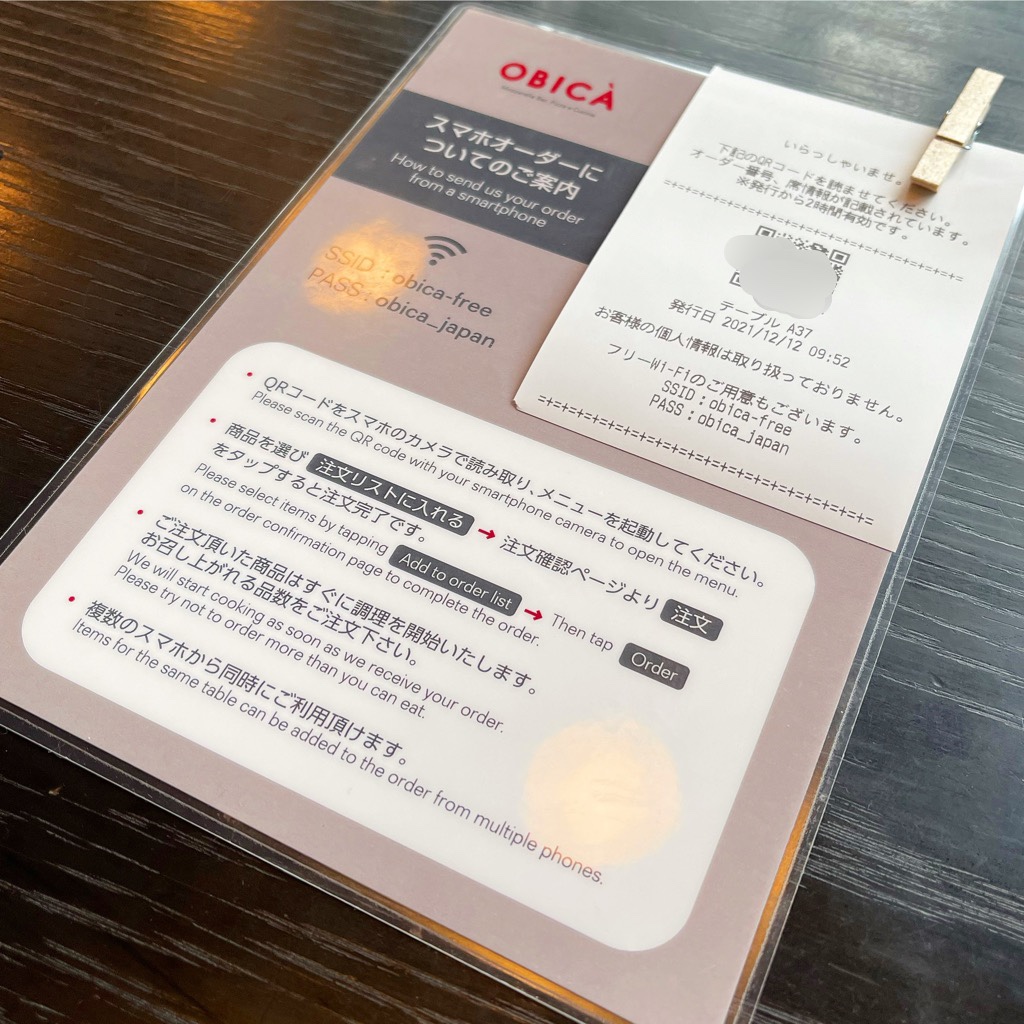 OBICÀ
Mozzarella Bar, Pizza e Cucina
スマホオーダーに
ついてのご案内
How to send us your order
from a smartphone
SSID : obica-free
PASS : obica_japan
いらっしゃいませ。
下記のQRコードを読ませてください。
オーダー番号、席情報が記載されています。
※発行から2時間有効です。
=+=+=+=+=+=+=+=+=+=+=+=+=+=+=+=
テーブル A37
発行日 2021/12/12 09:52
お客様の個人情報は取り扱っておりません。
フリーWi-Fiのご用意もございます。
SSID:obica-free
PASS:obica_japan
=+=+=+=+=+=+=+=+=+=+=+=+=+=+=+=
• QRコードをスマホのカメラで読み取り、メニューを起動してください。
Please scan the QR code with your smartphone camera to open the menu.
• 商品を選び 注文リストに入れる → 注文確認ページより 注文
をタップすると注文完了です。
Please select items by tapping Add to order list → Then tap Order
on the order confirmation page to complete the order.
• ご注文頂いた商品はすぐに調理を開始いたします。
お召し上がれる品数をご注文下さい。
We will start cooking as soon as we receive your order.
Please try not to order more than you can eat.
• 複数のスマホから同時にご利用頂けます。
Items for the same table can be added to the order from multiple phones.